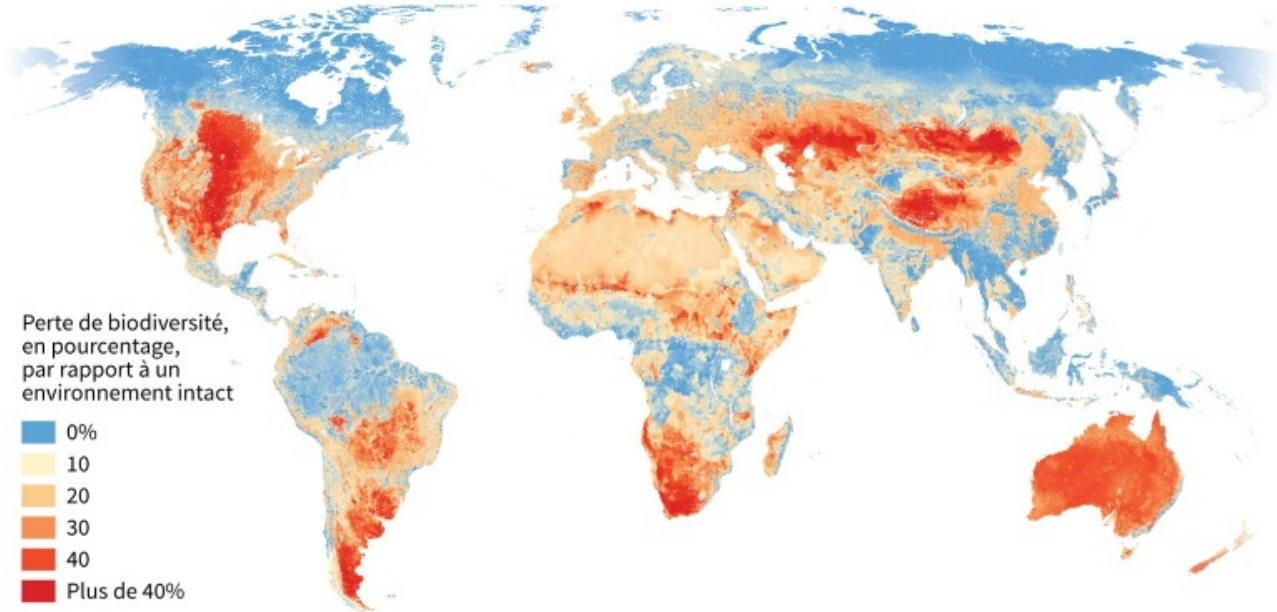 Perte de biodiversité,
en pourcentage,
par rapport à un
environnement intact
0%
10
20
30
40
Plus de 40%